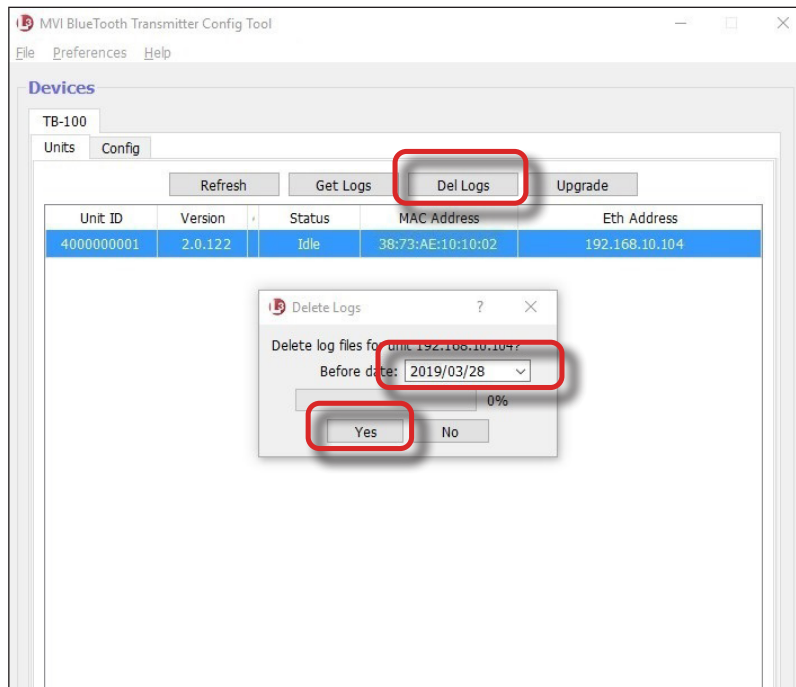 MVI BlueTooth Transmitter Config Tool
File Preferences Help
Devices
TB-100
Units Config
Refresh Get Logs Del Logs Upgrade
Unit ID Version Status MAC Address Eth Address
4000000001 2.0.122 Idle 38:73:AE:10:10:02 192.168.10.104
Delete Logs
Delete log files for unit 192.168.10.104?
Before date: 2019/03/28
0%
Yes No